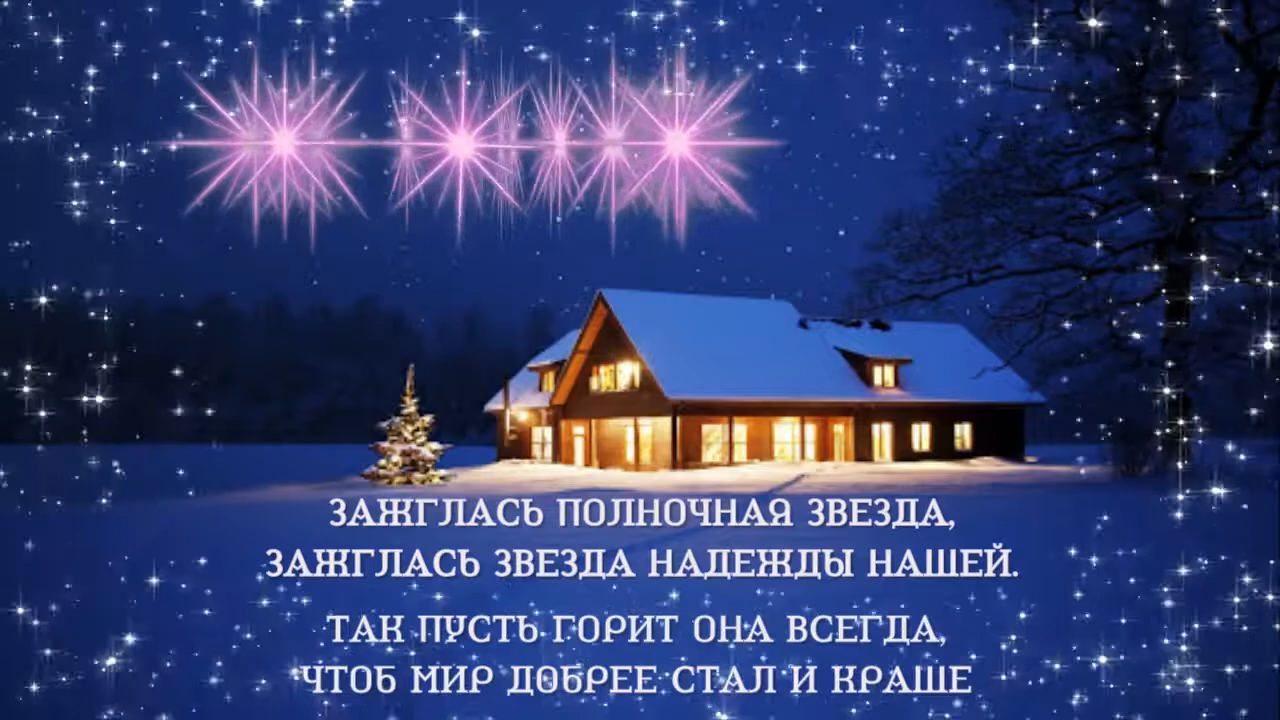 ЗАЖГЛАСЬ ПОЛНОЧНАЯ ЗВЕЗДА,
ЗАЖГЛАСЬ ЗВЕЗДА НАДЕЖДЫ НАШЕЙ.
ТАК ПУСТЬ ГОРИТ ОНА ВСЕГДА,
ЧТОБ МИР ДОБРЕЕ СТАЛ И КРАШЕ